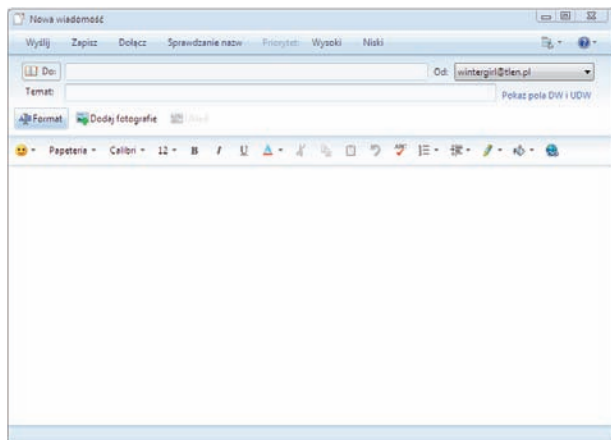 Nowa wiadomość
Wyślij Zapisz Dołącz Sprawdzanie nazw Priorytet: Wysoki Niski
Do: Od: wintergirl@tlen.pl
Temat: Pokaż pola DW i UDW
Format Dodaj fotografie
Papeteria Calibri 12 B I U A